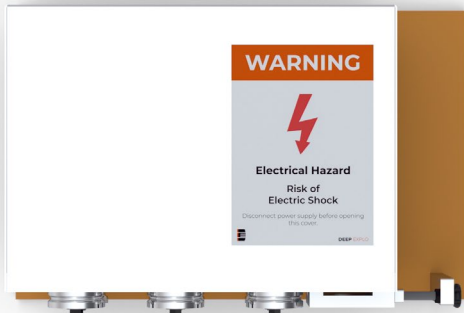 WARNING
Electrical Hazard
Risk of
Electric Shock
Disconnect power supply before opening
this cover.
DEEP